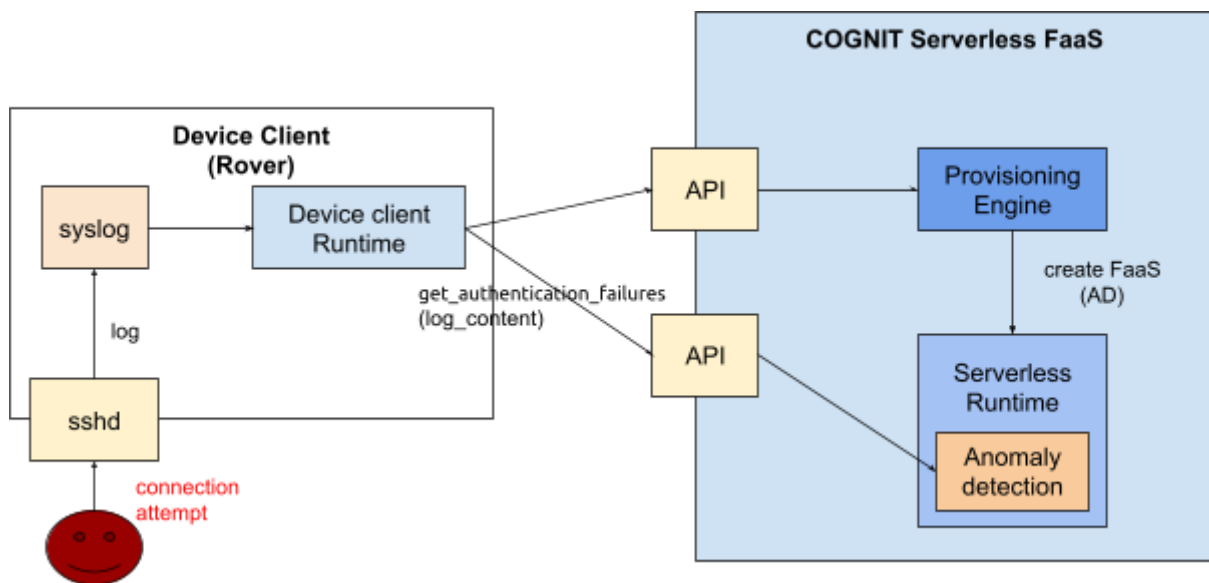 COGNIT Serverless FaaS
Device Client
(Rover)
syslog
Device client
Runtime
API
Provisioning
Engine
create FaaS
(AD)
get_authentication_failures
(log_content)
log
API
Serverless
Runtime
sshd
Anomaly
detection
connection
attempt